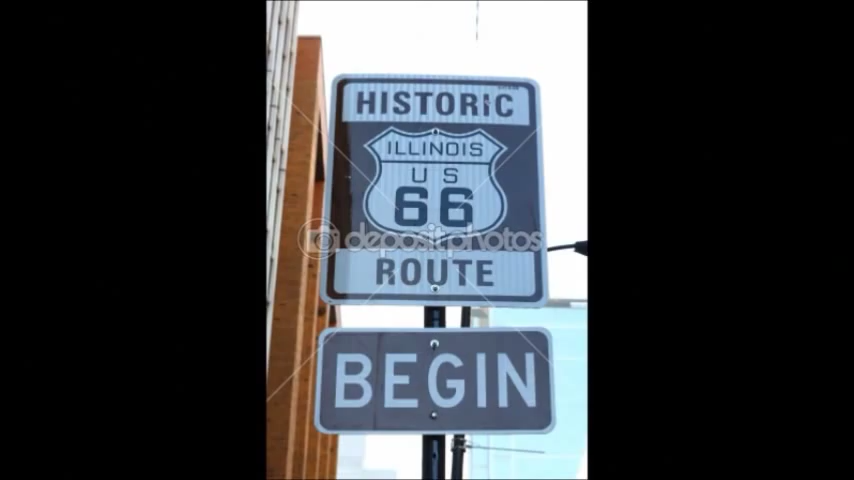 HISTORIC
ILLINOIS
U S
66
depositphotos
ROUTE
BEGIN